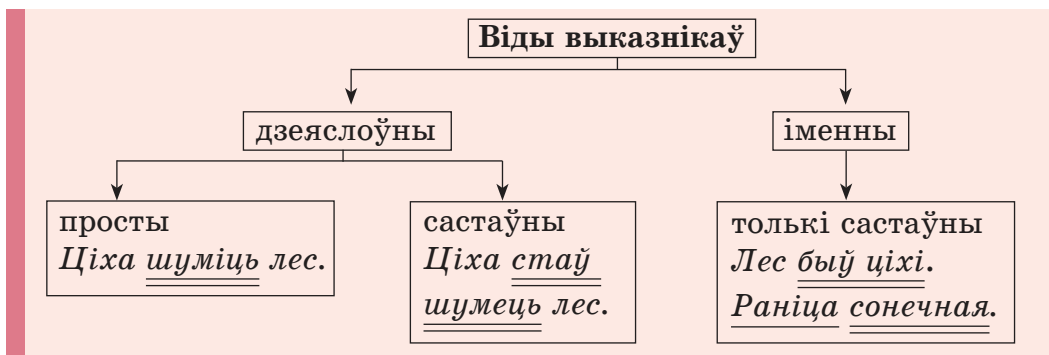 Віды выказнікаў
дзеяслоўны
іменны
просты
Ціха шуміць лес.
састаўны
Ціха стаў
шумець лес.
толькі састаўны
Лес быў ціхі.
Раніца сонечная.